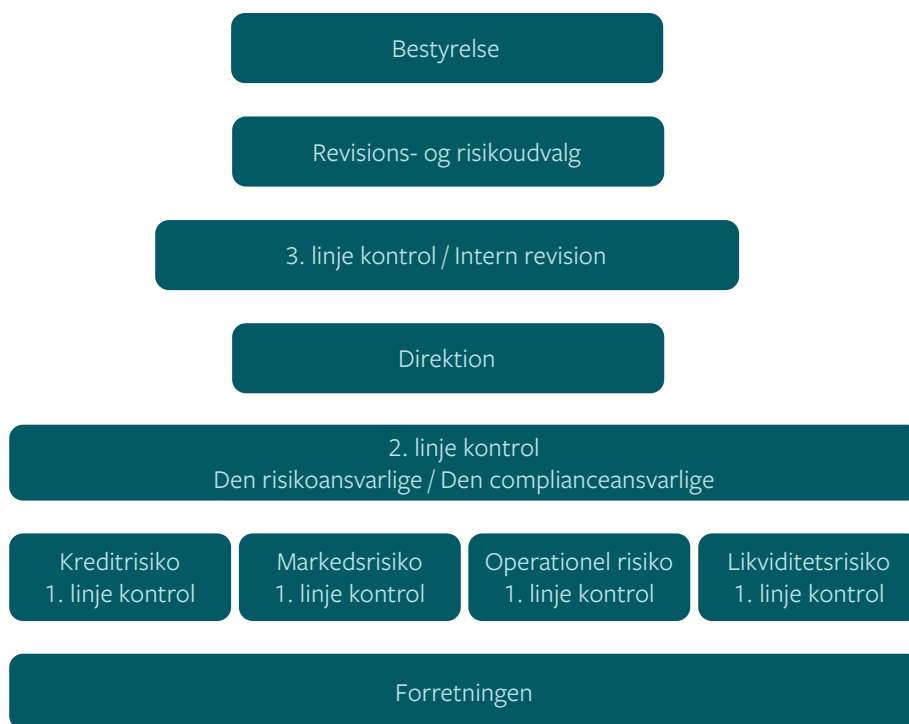 Bestyrelse
Revisions- og risikoudvalg
3. linje kontrol / Intern revision
Direktion
2. linje kontrol
Den risikoansvarlige / Den complianceansvarlige
Kreditrisiko
1. linje kontrol
Markedsrisiko
1. linje kontrol
Operationel risiko
1. linje kontrol
Likviditetsrisiko
1. linje kontrol
Forretningen